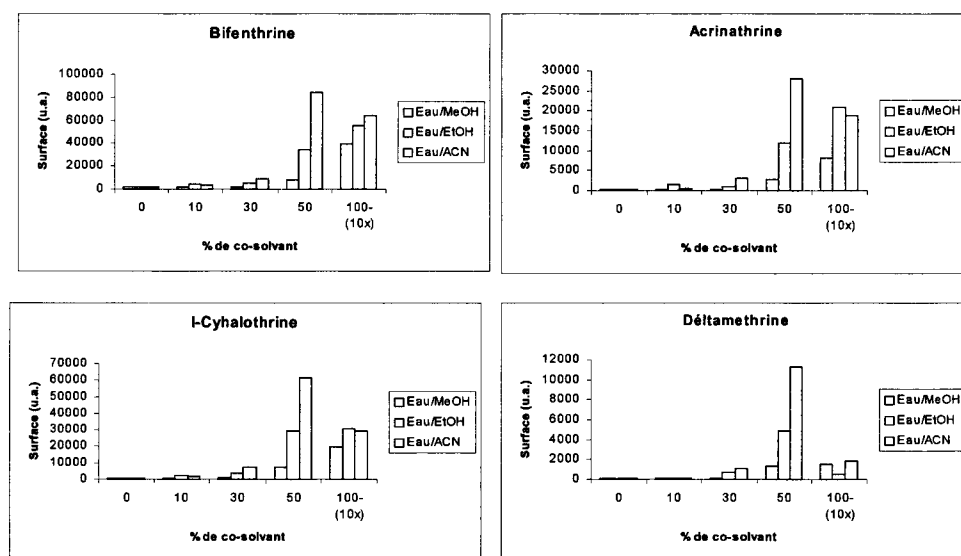 Bifenthrine
Surface (u.a.)
100000
80000
60000
40000
20000
0
0 10 30 50 100-
(10x)
% de co-solvant
Eau/MeOH
Eau/EtOH
Eau/ACN
Acrinathrine
Surface (u.a.)
30000
25000
20000
15000
10000
5000
0
0 10 30 50 100-
(10x)
% de co-solvant
Eau/MeOH
Eau/EtOH
Eau/ACN
l-Cyhalothrine
Surface (u.a.)
70000
60000
50000
40000
30000
20000
10000
0
0 10 30 50 100-
(10x)
% de co-solvant
Eau/MeOH
Eau/EtOH
Eau/ACN
Déltamethrine
Surface (u.a.)
12000
10000
8000
6000
4000
2000
0
0 10 30 50 100-
(10x)
% de co-solvant
Eau/MeOH
Eau/EtOH
Eau/ACN